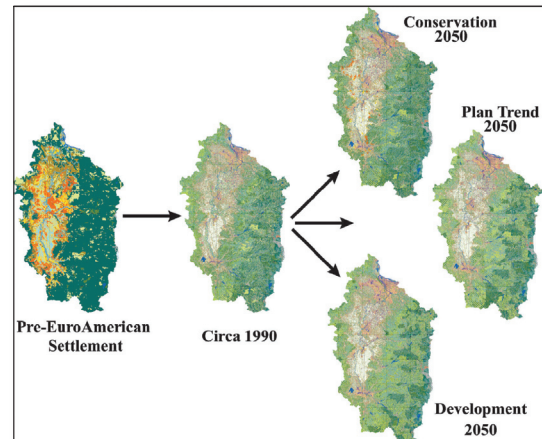 Conservation
2050
Plan Trend
2050
Pre-EuroAmerican
Settlement
Circa 1990
Development
2050